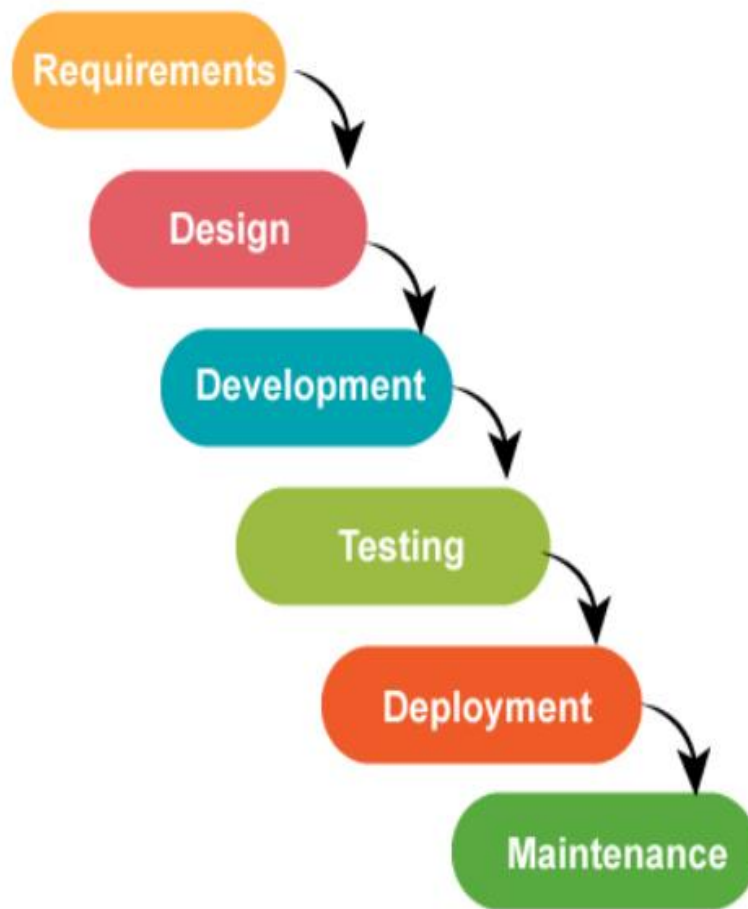 Requirements
Design
Development
Testing
Deployment
Maintenance